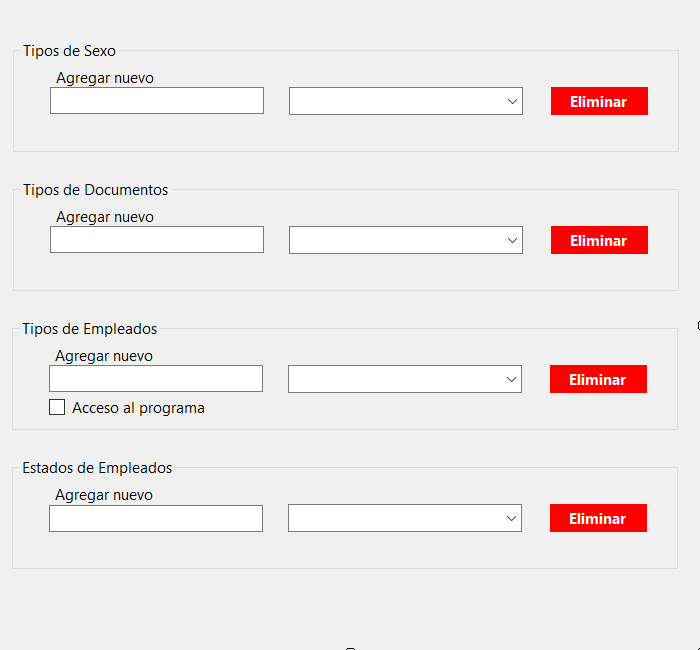 Tipos de Sexo
Agregar nuevo
Eliminar
Tipos de Documentos
Agregar nuevo
Eliminar
Tipos de Empleados
Agregar nuevo
Eliminar
Acceso al programa
Estados de Empleados
Agregar nuevo
Eliminar